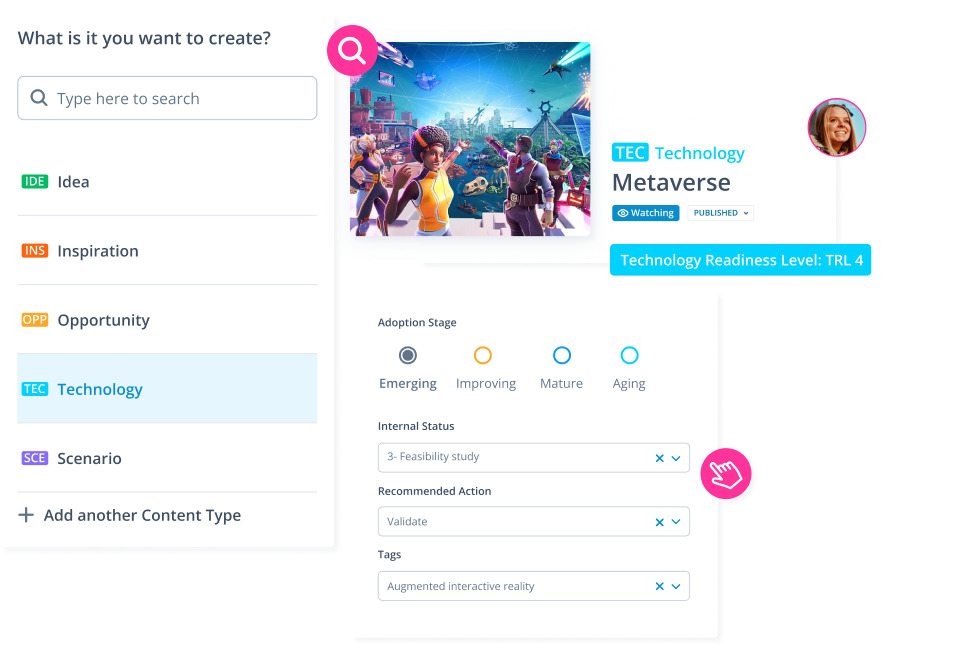 What is it you want to create?
Type here to search
IDE Idea
INS Inspiration
OPP Opportunity
TEC Technology
SCE Scenario
Add another Content Type
TEC Technology
Metaverse
Watching PUBLISHED
Technology Readiness Level: TRL 4
Adoption Stage
Emerging Improving Mature Aging
Internal Status
3- Feasibility study
Recommended Action
Validate
Tags
Augmented interactive reality